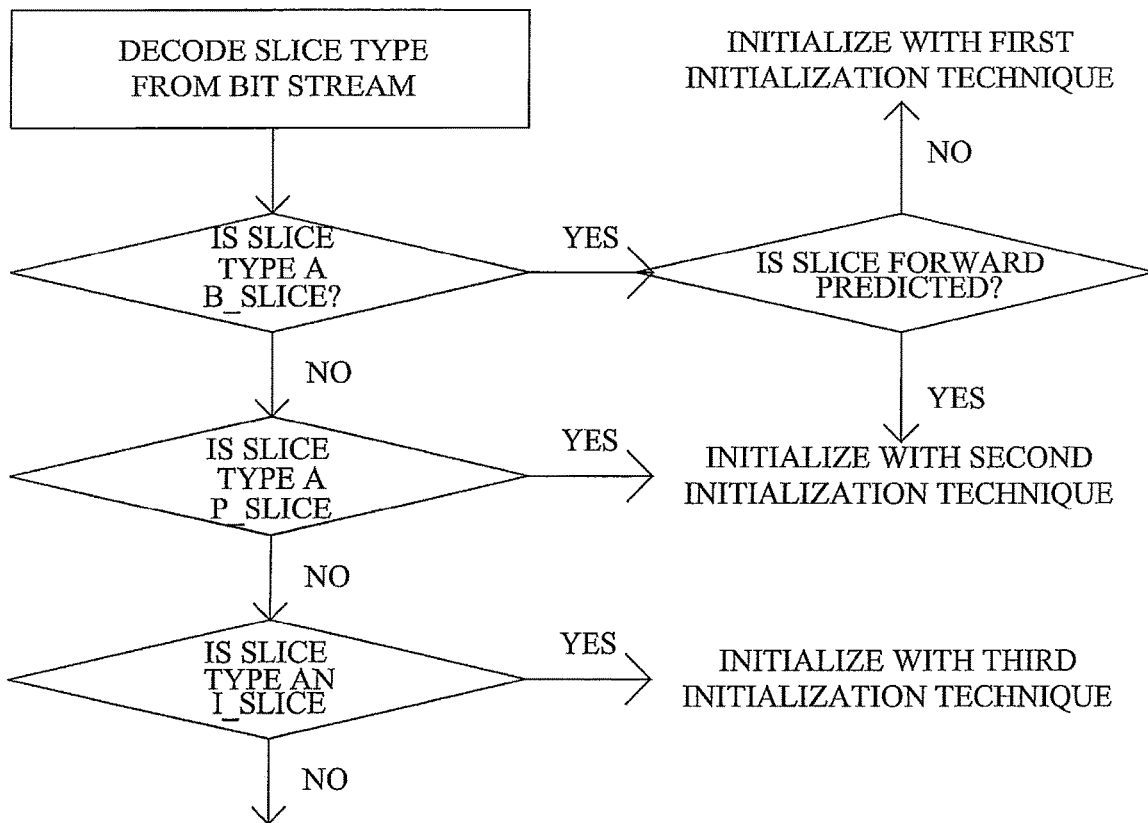 DECODE SLICE TYPE
FROM BIT STREAM
INITIALIZE WITH FIRST
INITIALIZATION TECHNIQUE
NO
IS SLICE
TYPE A
B_SLICE?
YES
IS SLICE FORWARD
PREDICTED?
NO
YES
IS SLICE
TYPE A
P_SLICE
YES
INITIALIZE WITH SECOND
INITIALIZATION TECHNIQUE
NO
IS SLICE
TYPE AN
I_SLICE
YES
INITIALIZE WITH THIRD
INITIALIZATION TECHNIQUE
NO